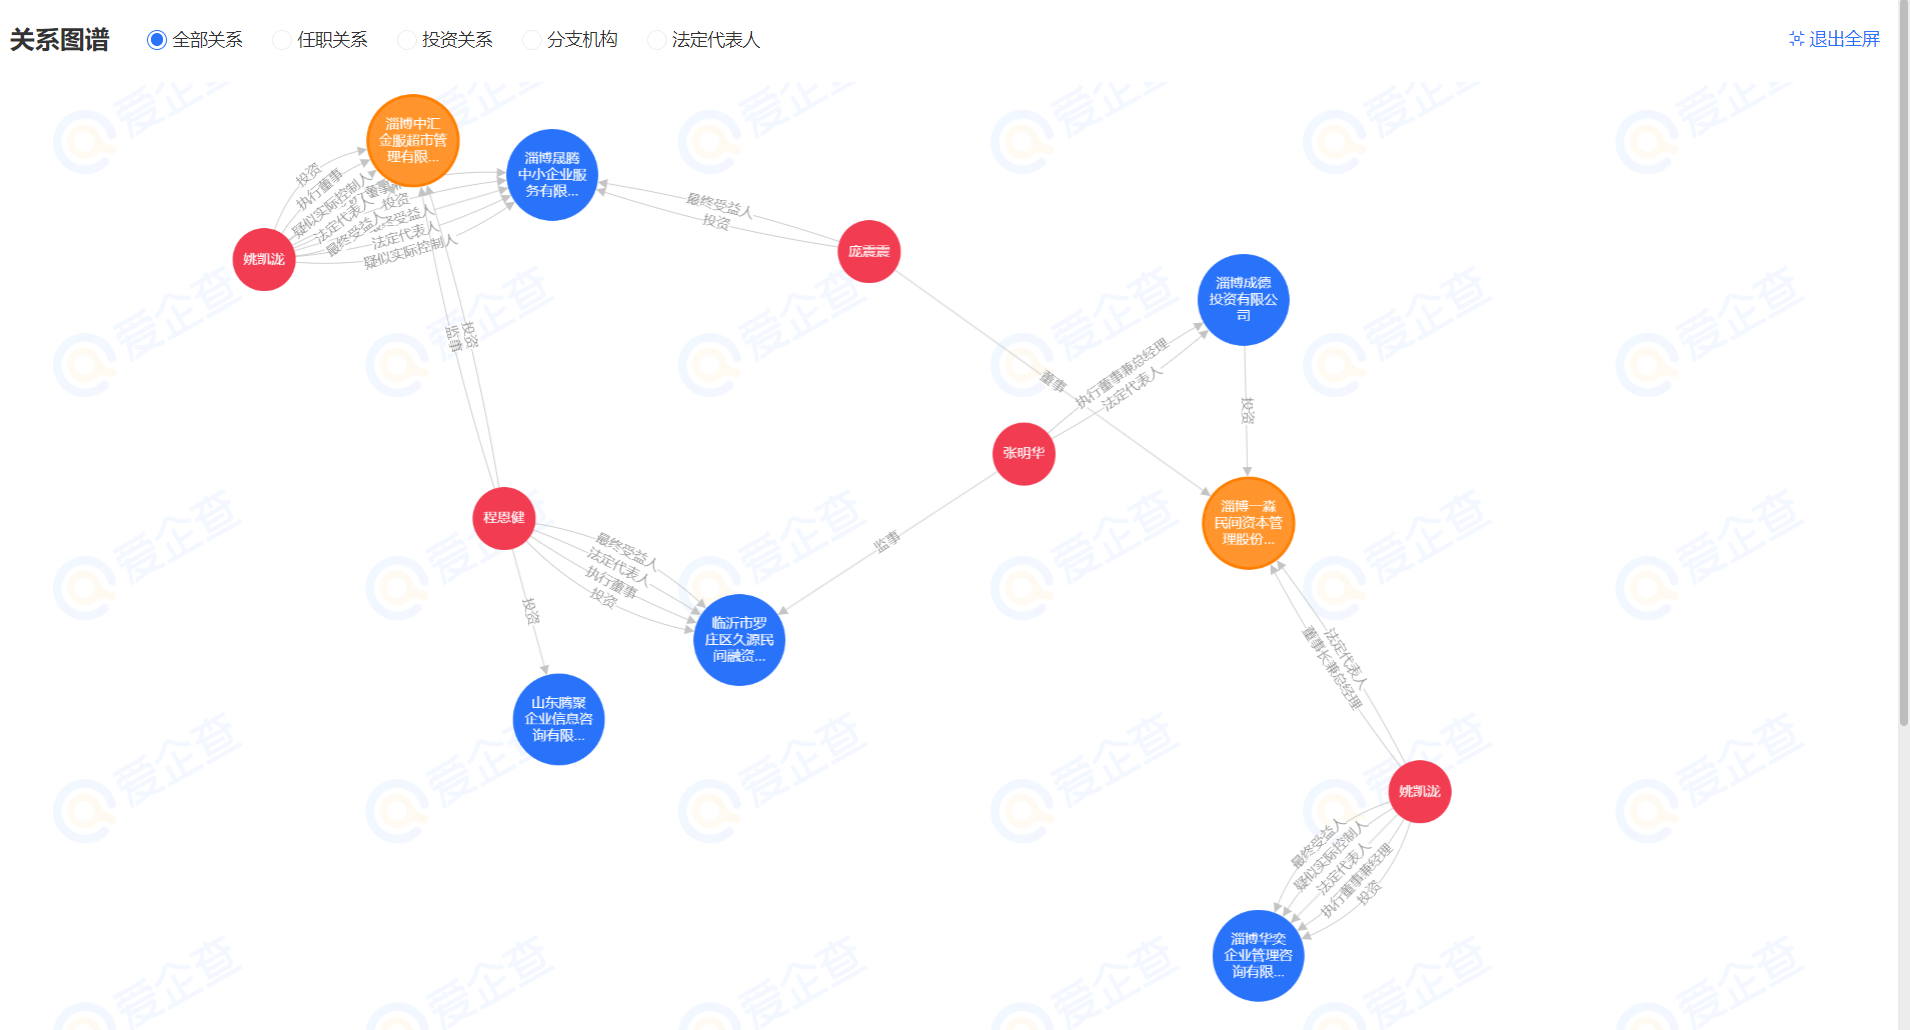 关系图谱
全部关系
任职关系
投资关系
分支机构
法定代表人
退出全屏
淄博中汇
金服超市管
理有限...
淄博晟腾
中小企业服
务有限...
投资
执行董事
疑似实际控制人
法定代表人
最终受益人
投资
法定代表人
疑似实际控制人
姚凯泷
最终受益人
投资
庞震震
淄博成德
投资有限公
司
投资
监事
董事
执行董事兼总经理
法定代表人
投资
张明华
程恩健
淄博一淼
民间资本管
理股份...
监事
最终受益人
法定代表人
执行董事
投资
投资
临沂市罗
庄区久源民
间融资...
山东腾聚
企业信息咨
询有限...
法定代表人
董事长兼总经理
姚凯泷
最终受益人
疑似实际控制人
法定代表人
执行董事兼经理
投资
淄博华奕
企业管理咨
询有限...
爱企查